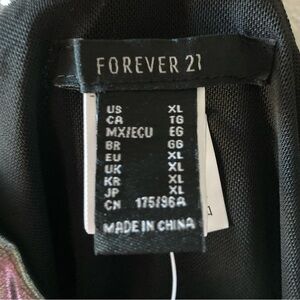 FOREVER 21
US XL
CA TG
MX/ECU EG
BR GG
EU XL
UK XL
KR XL
JP XL
CN 175/96A
MADE IN CHINA